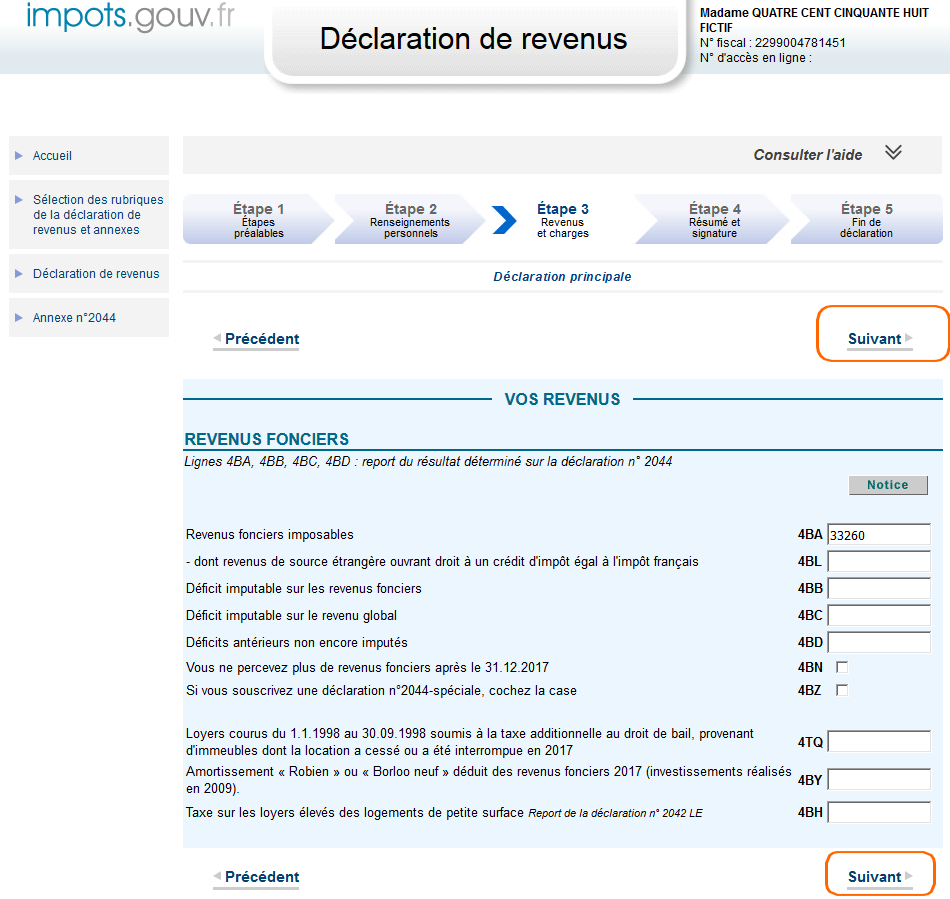 impots.gouv.fr
Déclaration de revenus
Madame QUATRE CENT CINQUANTE HUIT
FICTIF
N° fiscal : 2299004781451
N° d'accès en ligne :
Accueil
Sélection des rubriques
de la déclaration de
revenus et annexes
Déclaration de revenus
Annexe n°2044
Consulter l'aide
Étape 1
Étapes
préalables
Étape 2
Renseignements
personnels
Étape 3
Revenus
et charges
Étape 4
Résumé et
signature
Étape 5
Fin de
déclaration
Déclaration principale
Précédent
Suivant
VOS REVENUS
REVENUS FONCIERS
Lignes 4BA, 4BB, 4BC, 4BD : report du résultat déterminé sur la déclaration n° 2044
Notice
Revenus fonciers imposables 4BA 33260
- dont revenus de source étrangère ouvrant droit à un crédit d'impôt égal à l'impôt français 4BL
Déficit imputable sur les revenus fonciers 4BB
Déficit imputable sur le revenu global 4BC
Déficits antérieurs non encore imputés 4BD
Vous ne percevez plus de revenus fonciers après le 31.12.2017 4BN
Si vous souscrivez une déclaration n°2044-spéciale, cochez la case 4BZ
Loyers courus du 1.1.1998 au 30.09.1998 soumis à la taxe additionnelle au droit de bail, provenant
d'immeubles dont la location a cessé ou a été interrompue en 2017 4TQ
Amortissement « Robien » ou « Borloo neuf » déduit des revenus fonciers 2017 (investissements réalisés
en 2009). 4BY
Taxe sur les loyers élevés des logements de petite surface Report de la déclaration n° 2042 LE 4BH
Précédent
Suivant